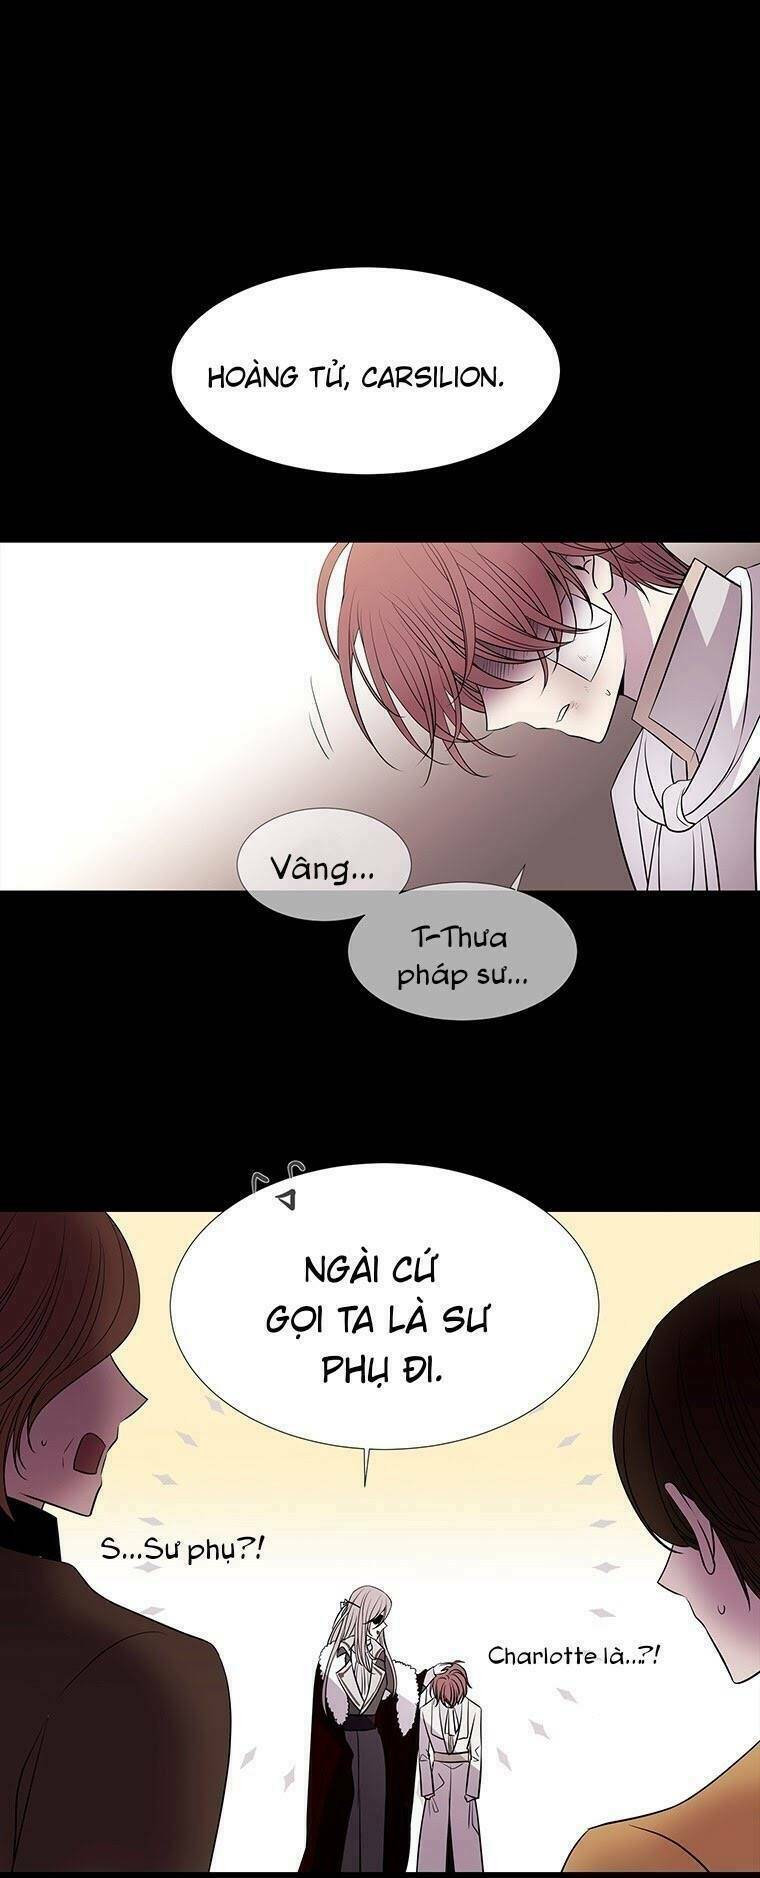 HOÀNG TỬ, CARSILION.
Vâng...
T-Thưa
pháp sư...
NGÀI CỨ
GỌI TA LÀ SƯ
PHỤ ĐI.
S...Sư phụ?!
Charlotte là...?!